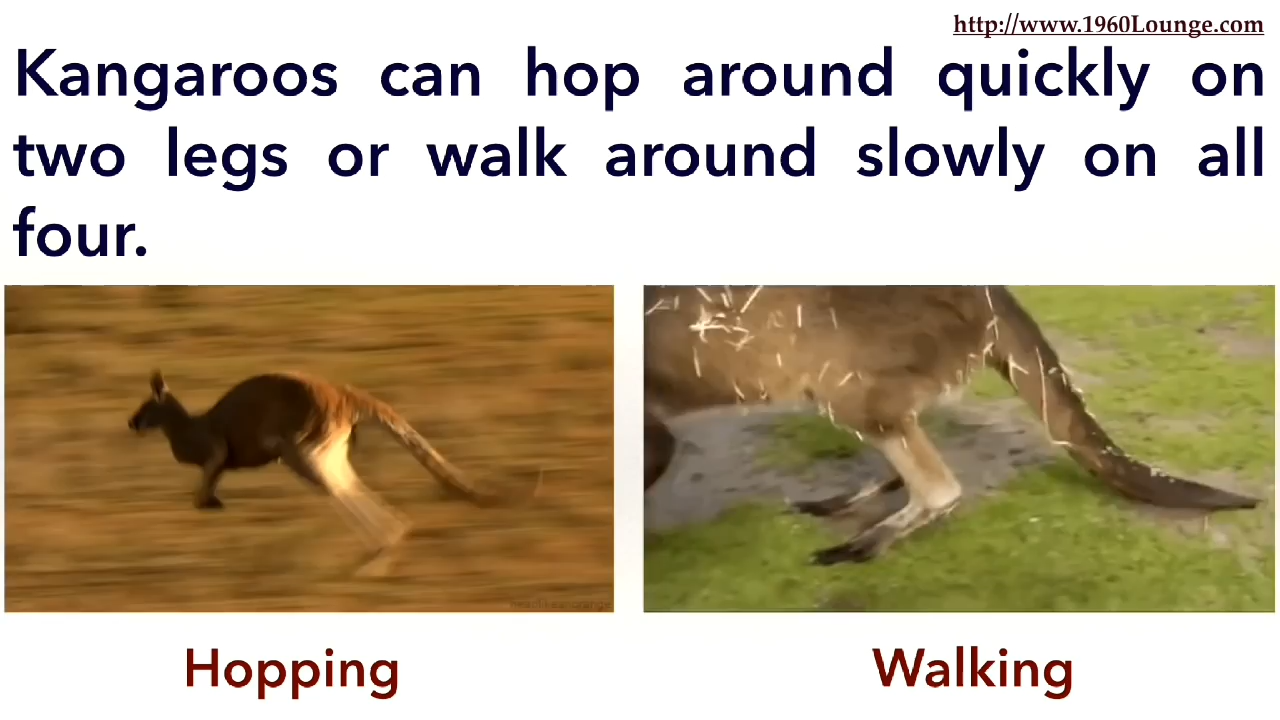 http://www.1960Lounge.com
Kangaroos can hop around quickly on
two legs or walk around slowly on all
four.
Hopping
Walking